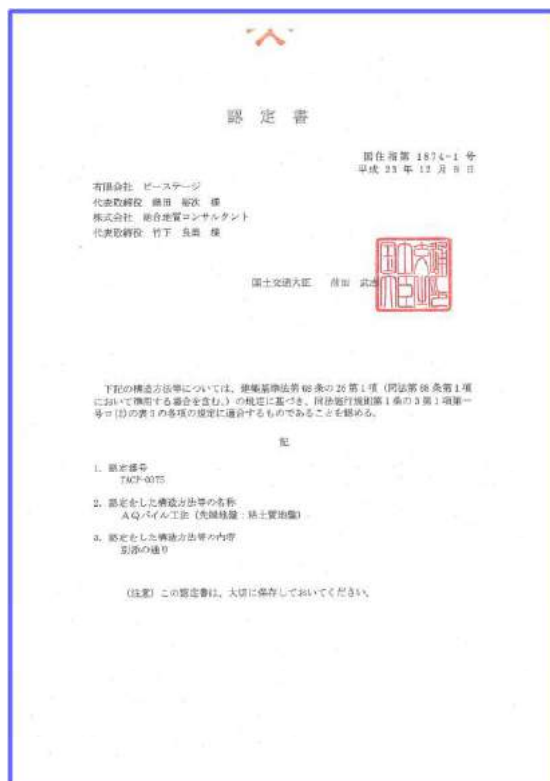 認定書
国住指第 1874-1 号
平成 23 年 12 月 8 日
有限会社 ビーステージ
代表取締役 鎌田 裕次 様
株式会社 総合地質コンサルタント
代表取締役 竹下 良美 様
国土交通大臣 前田 武志
下記の構造方法等については、建築基準法第 68 条の 26 第 1 項（同法第 88 条第 1 項
において準用する場合を含む。）の規定に基づき、同法施行規則第 1 条の 3 第 1 項第一
号ロ(2)の表 3 の各項の規定に適合するものであることを認める。
記
1. 認定番号
TACP-0375
2. 認定をした構造方法等の名称
ＡＱパイル工法（先端地盤：粘土質地盤）
3. 認定をした構造方法等の内容
別添の通り
（注意）この認定書は、大切に保存しておいてください。